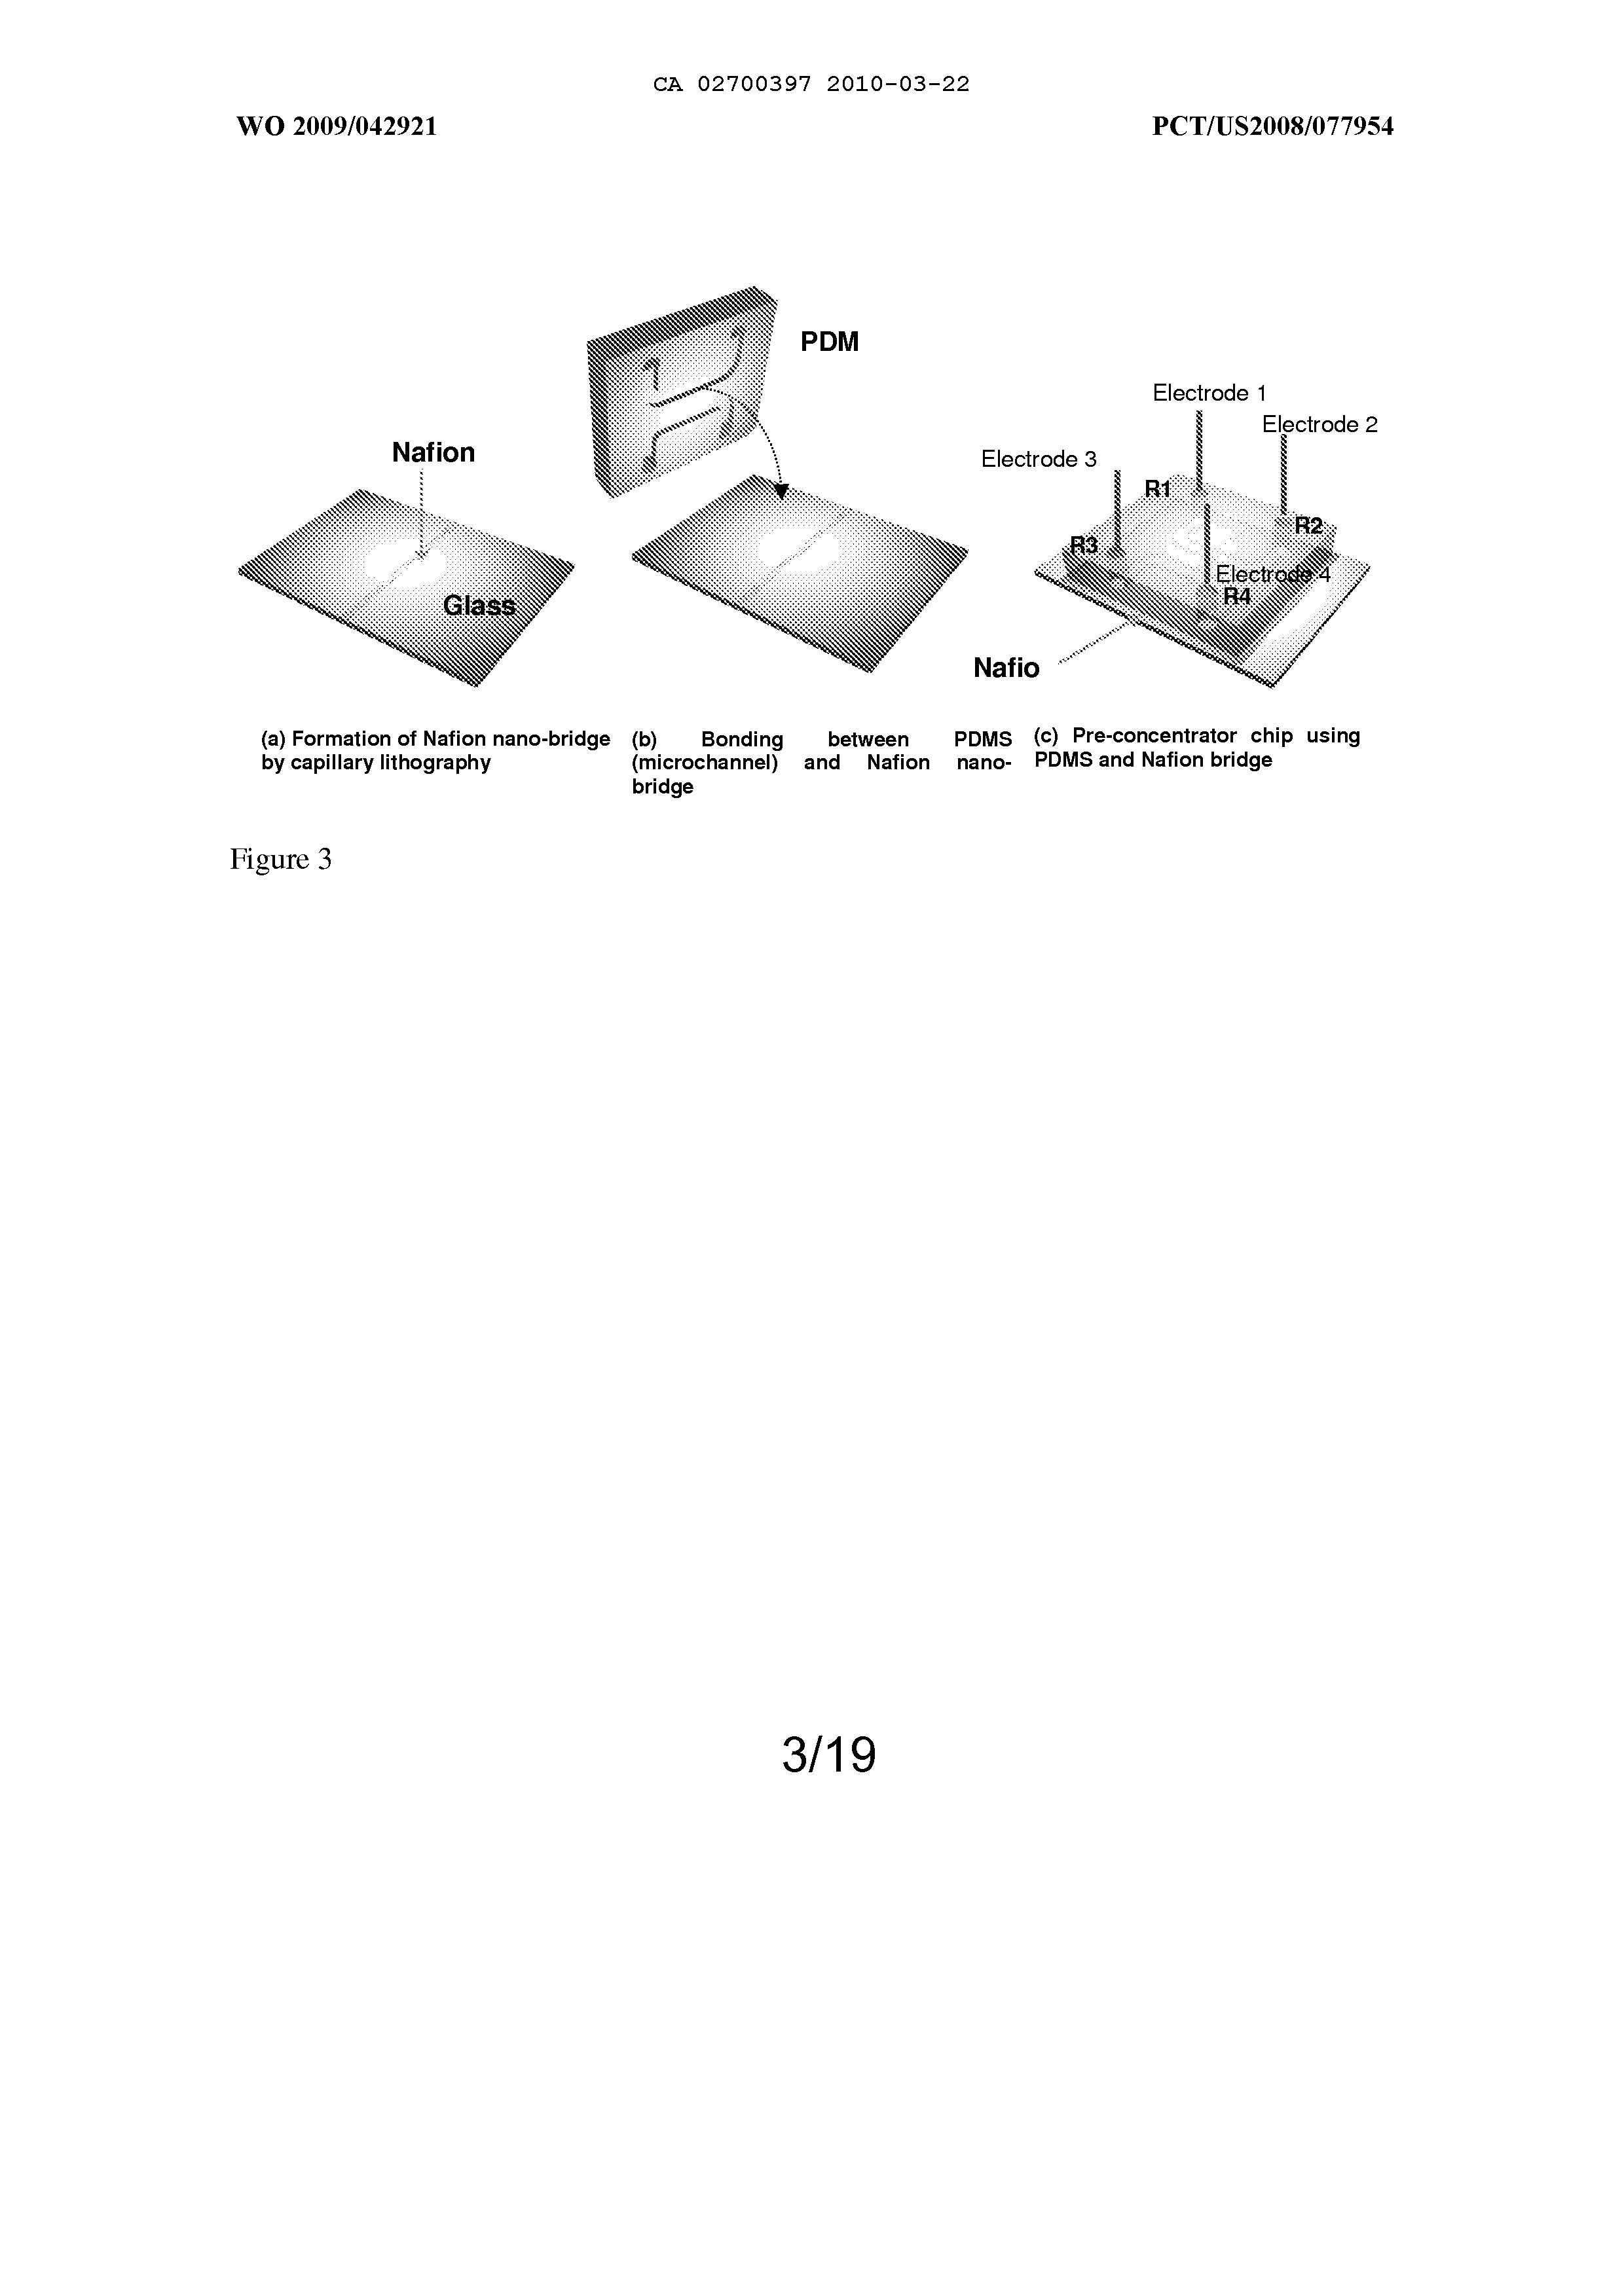 CA 02700397 2010-03-22
WO 2009/042921
PCT/US2008/077954
PDM
Electrode 1
Electrode 2
Nafion
Electrode 3
R1
R2
R3
Electrode 4
Glass
R4
Nafio
(a) Formation of Nafion nano-bridge
by capillary lithography
(b) Bonding between PDMS
(microchannel) and Nafion nano-
bridge
(c) Pre-concentrator chip using
PDMS and Nafion bridge
Figure 3
3/19